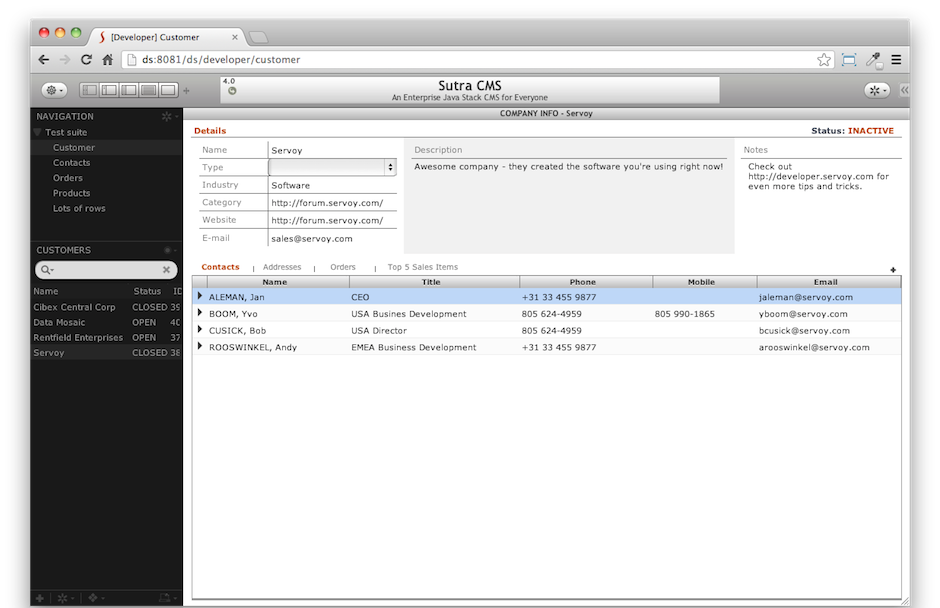 [Developer] Customer
ds:8081/ds/developer/customer
4.0
Sutra CMS
An Enterprise Java Stack CMS for Everyone
NAVIGATION
Test suite
Customer
Contacts
Orders
Products
Lots of rows
CUSTOMERS
Name Status ID
Cibex Central Corp CLOSED 39
Data Mosaic OPEN 40
Rentfield Enterprises OPEN 37
Servoy CLOSED 38
COMPANY INFO - Servoy
Details
Status: INACTIVE
Name Servoy
Type
Industry Software
Category http://forum.servoy.com/
Website http://forum.servoy.com/
E-mail sales@servoy.com
Description
Awesome company - they created the software you're using right now!
Notes
Check out
http://developer.servoy.com for
even more tips and tricks.
Contacts | Addresses | Orders | Top 5 Sales Items
Name Title Phone Mobile Email
ALEMAN, Jan CEO +31 33 455 9877 jaleman@servoy.com
BOOM, Yvo USA Busines Development 805 624-4959 805 990-1865 yboom@servoy.com
CUSICK, Bob USA Director 805 624-4959 bcusick@servoy.com
ROOSWINKEL, Andy EMEA Business Development +31 33 455 9877 arooswinkel@servoy.com